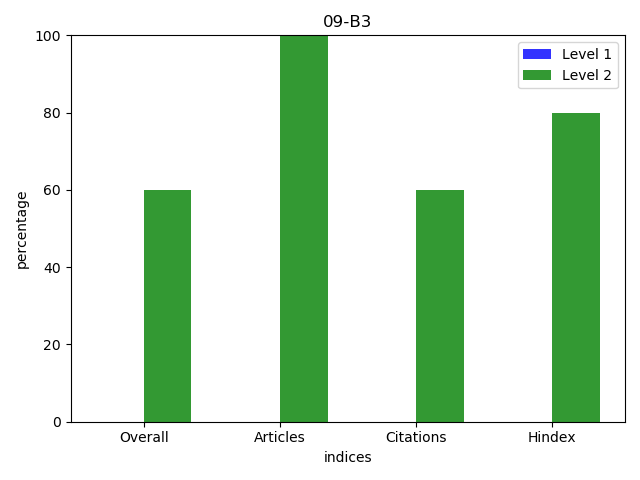 09-B3
Level 1
Level 2
100
80
60
40
20
0
percentage
Overall Articles Citations Hindex
indices